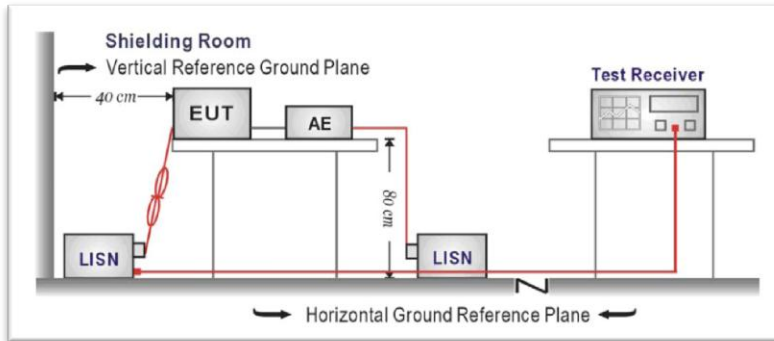 Shielding Room
Vertical Reference Ground Plane
40 cm
EUT
AE
Test Receiver
80 cm
LISN
LISN
Horizontal Ground Reference Plane